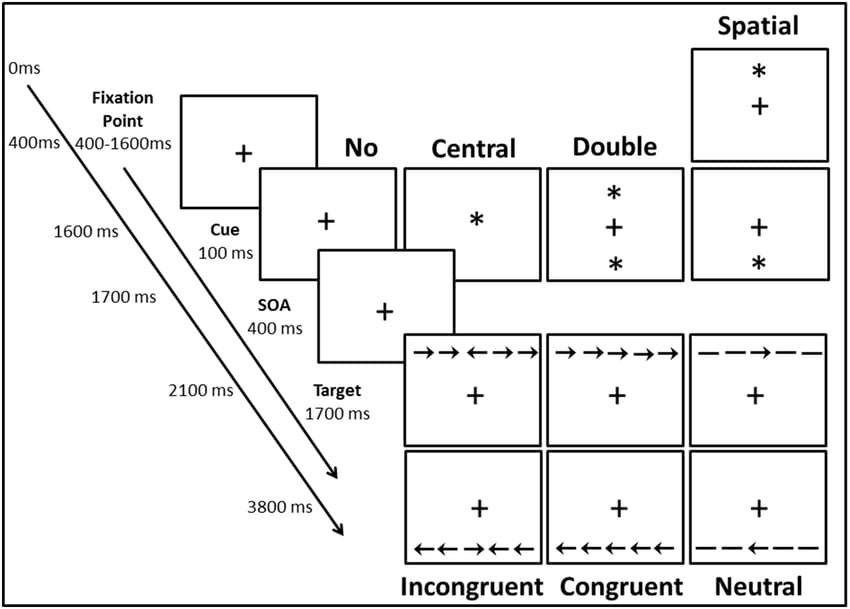 Spatial
0ms
Fixation
Point
400ms 400-1600ms
No Central Double
*
+
+
*
+
Cue
100 ms
+
*
*
+
*
+
*
1600 ms
1700 ms
SOA
400 ms
+
→→←→→ →→→→→ — —→— —
+ + +
Target
1700 ms
2100 ms
3800 ms
+ + +
←←→←← ←←←←← — —←— —
Incongruent Congruent Neutral